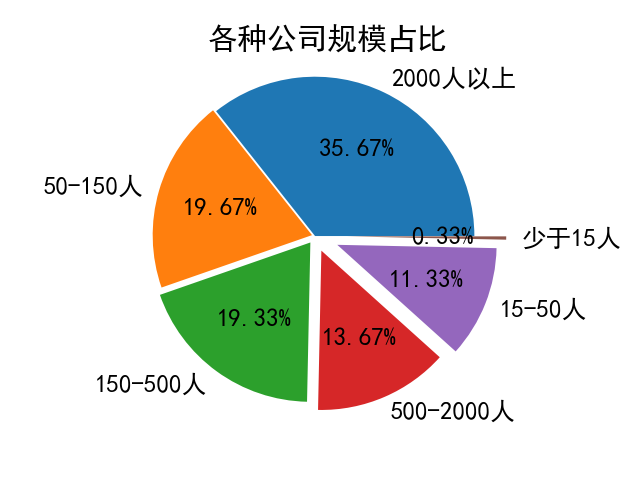 各种公司规模占比
2000人以上
35.67%
50-150人
19.67%
0.33%
少于15人
11.33%
15-50人
19.33%
13.67%
150-500人
500-2000人